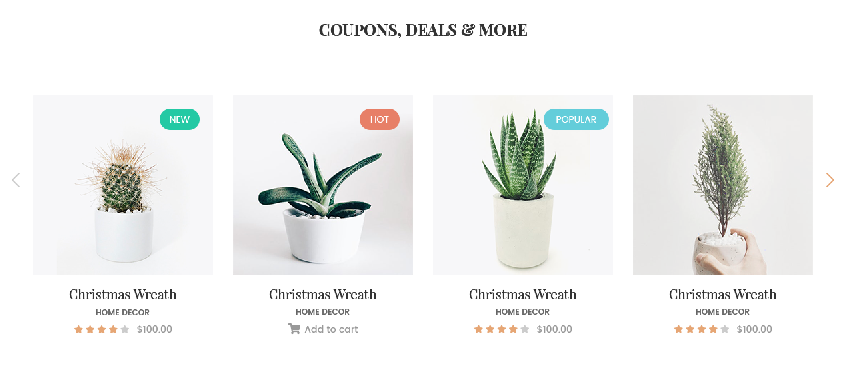 COUPONS, DEALS & MORE
NEW
HOT
POPULAR
Christmas Wreath
HOME DECOR
$100.00
Christmas Wreath
HOME DECOR
Add to cart
Christmas Wreath
HOME DECOR
$100.00
Christmas Wreath
HOME DECOR
$100.00